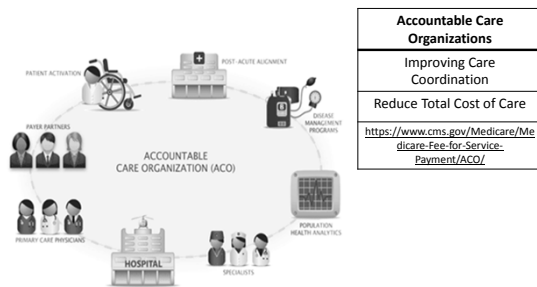 POST- ACUTE ALIGNMENT
PATIENT ACTIVATION
DISEASE
MANAGEMENT
PROGRAMS
PAYER PARTNERS
ACCOUNTABLE
CARE ORGANIZATION (ACO)
PRIMARY CARE PHYSICIANS
POPULATION
HEALTH ANALYTICS
HOSPITAL
SPECIALISTS
Accountable Care
Organizations
Improving Care
Coordination
Reduce Total Cost of Care
https://www.cms.gov/Medicare/Me
dicare-Fee-for-Service-
Payment/ACO/